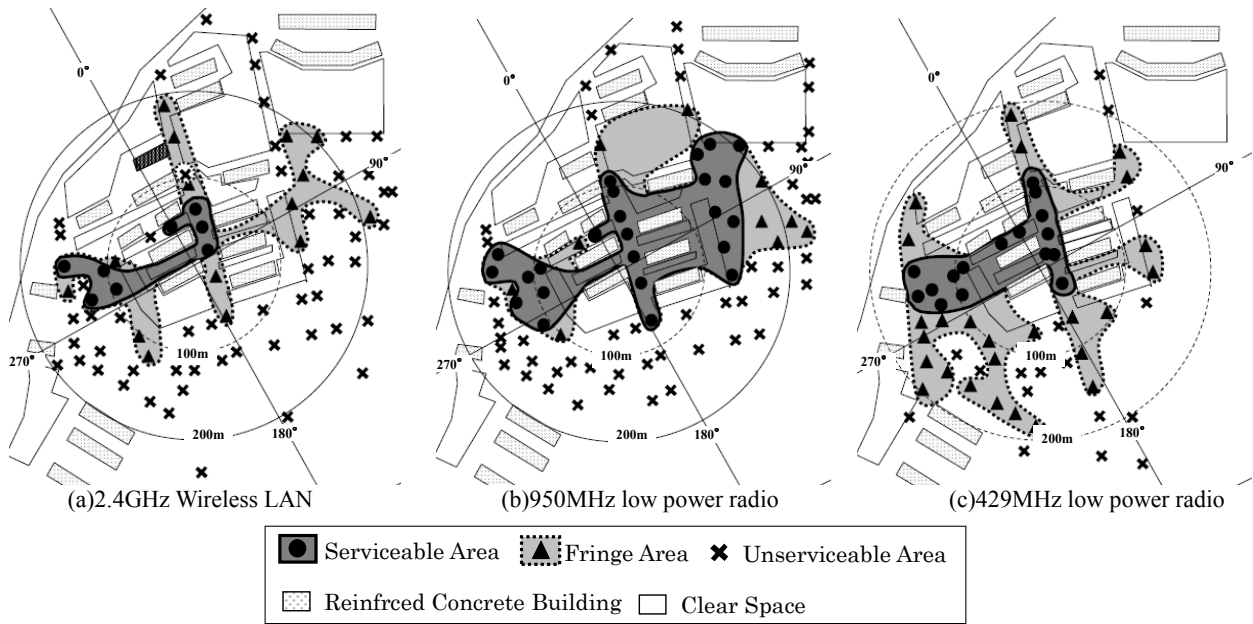 0°
90°
100m
270°
200m
180°
(a)2.4GHz Wireless LAN
0°
90°
100m
270°
180°
200m
(b)950MHz low power radio
0°
90°
100m
270°
200m
180°
(c)429MHz low power radio
Serviceable Area
Fringe Area
Unserviceable Area
Reinfrced Concrete Building
Clear Space